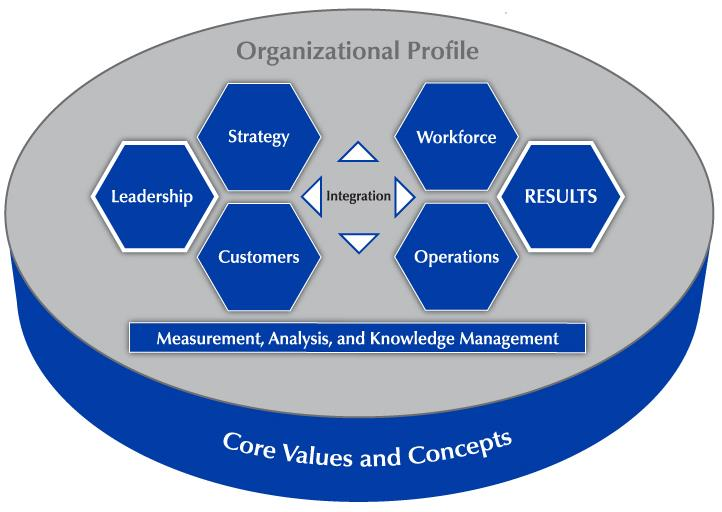 Organizational Profile
Strategy
Workforce
Leadership
Integration
RESULTS
Customers
Operations
Measurement, Analysis, and Knowledge Management
Core Values and Concepts